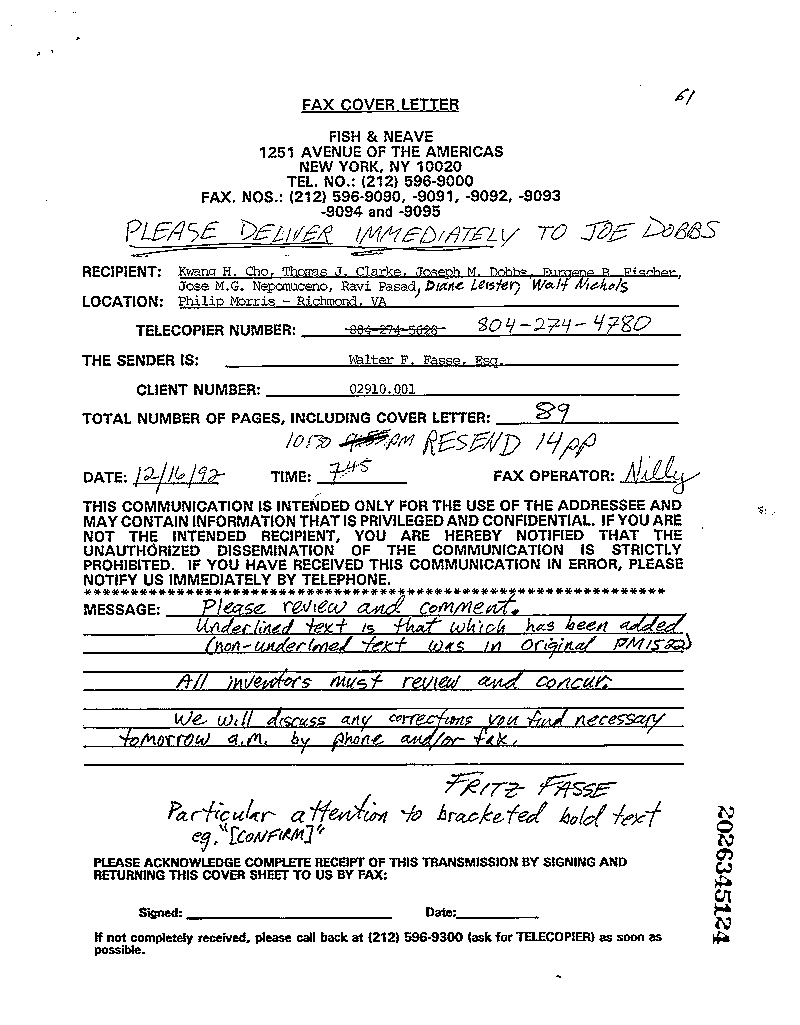 61
FAX COVER LETTER
FISH & NEAVE
1251 AVENUE OF THE AMERICAS
NEW YORK, NY 10020
TEL. NO.: (212) 596-9000
FAX. NOS.: (212) 596-9090, -9091, -9092, -9093
-9094 and -9095
PLEASE DELIVER IMMEDIATELY TO JOE DOBBS
RECIPIENT: Kwang H. Cho, Thomas J. Clarke, Joseph M. Dobbs, Eurgene B. Fischer,
Jose M.G. Nepomuceno, Ravi Pasad, Diane Leister, Walt Nichols
LOCATION: Philip Morris - Richmond, VA
TELECOPIER NUMBER: 804-274-5628 804-274-4780
THE SENDER IS: Walter F. Fasse, Esq.
CLIENT NUMBER: 02910.001
TOTAL NUMBER OF PAGES, INCLUDING COVER LETTER: 89
10:50 PM RESEND 14 pp
DATE: 12/16/92 TIME: 745 FAX OPERATOR: Nilly
THIS COMMUNICATION IS INTENDED ONLY FOR THE USE OF THE ADDRESSEE AND
MAY CONTAIN INFORMATION THAT IS PRIVILEGED AND CONFIDENTIAL. IF YOU ARE
NOT THE INTENDED RECIPIENT, YOU ARE HEREBY NOTIFIED THAT THE
UNAUTHORIZED DISSEMINATION OF THE COMMUNICATION IS STRICTLY
PROHIBITED. IF YOU HAVE RECEIVED THIS COMMUNICATION IN ERROR, PLEASE
NOTIFY US IMMEDIATELY BY TELEPHONE.
MESSAGE: Please review and comment.
Underlined text is that which has been added
(non-underlined text was in original PM1522)
All inventors must review and concur.
We will discuss any corrections you find necessary
tomorrow a.m. by phone and/or fax.
FRITZ FASSE
Particular attention to bracketed bold text
eg. "[CONFIRM]"
PLEASE ACKNOWLEDGE COMPLETE RECEIPT OF THIS TRANSMISSION BY SIGNING AND
RETURNING THIS COVER SHEET TO US BY FAX:
Signed: Date:
If not completely received, please call back at (212) 596-9300 (ask for TELECOPIER) as soon as
possible.
2026345124